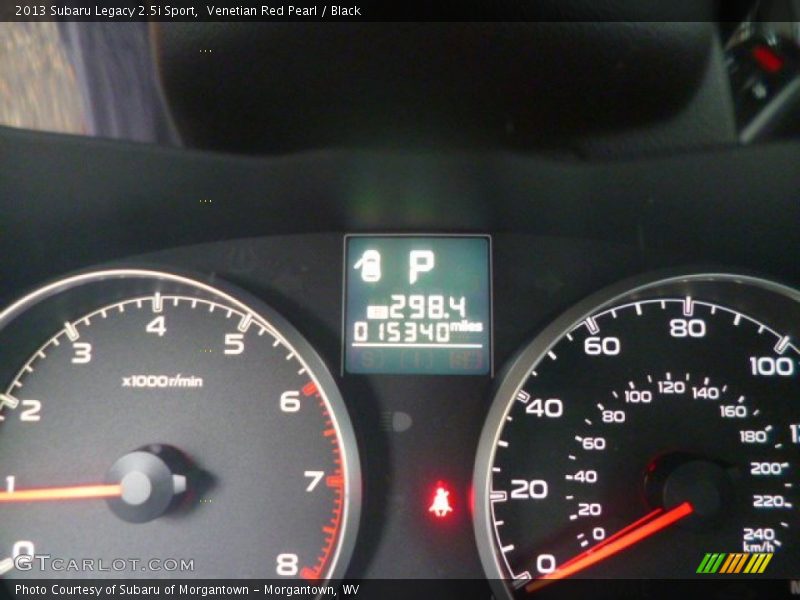 2013 Subaru Legacy 2.5i Sport, Venetian Red Pearl / Black
P
298.4
015340 miles
x1000r/min
0 1 2 3 4 5 6 7 8
0 20 40 60 80 100
0 20 40 60 80 100 120 140 160 180 200 220 240
km/h
GTCARLOT.COM
Photo Courtesy of Subaru of Morgantown - Morgantown, WV